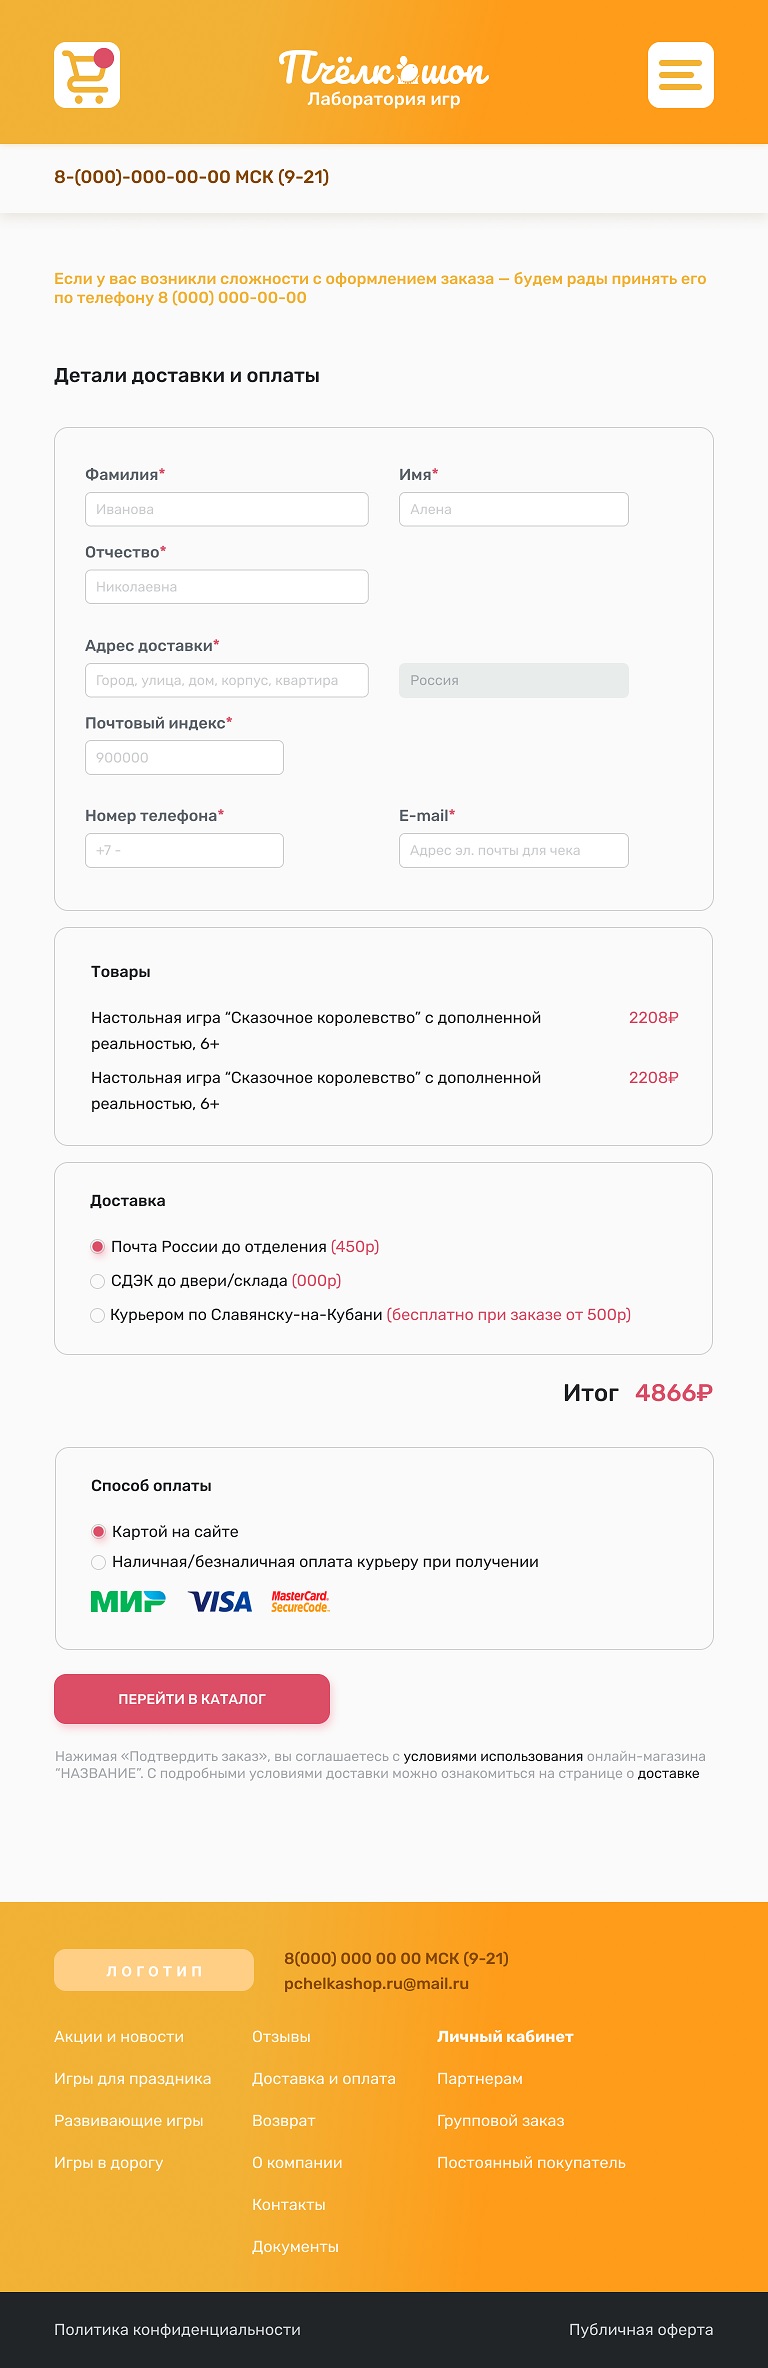 Пчёлк шоп
Лаборатория игр
8-(000)-000-00-00 МСК (9-21)
Если у вас возникли сложности с оформлением заказа — будем рады принять его
по телефону 8 (000) 000-00-00
Детали доставки и оплаты
Фамилия* Имя*
Иванова Алена
Отчество*
Николаевна
Адрес доставки*
Город, улица, дом, корпус, квартира Россия
Почтовый индекс*
900000
Номер телефона* E-mail*
+7 - Адрес эл. почты для чека
Товары
Настольная игра “Сказочное королевство” с дополненной 2208₽
реальностью, 6+
Настольная игра “Сказочное королевство” с дополненной 2208₽
реальностью, 6+
Доставка
Почта России до отделения (450р)
СДЭК до двери/склада (000р)
Курьером по Славянску-на-Кубани (бесплатно при заказе от 500р)
Итог 4866₽
Способ оплаты
Картой на сайте
Наличная/безналичная оплата курьеру при получении
МИР VISA MasterCard.
SecureCode.
ПЕРЕЙТИ В КАТАЛОГ
Нажимая «Подтвердить заказ», вы соглашаетесь с условиями использования онлайн-магазина
“НАЗВАНИЕ”. С подробными условиями доставки можно ознакомиться на странице о доставке
ЛОГОТИП 8(000) 000 00 00 МСК (9-21)
pchelkashop.ru@mail.ru
Акции и новости Отзывы Личный кабинет
Игры для праздника Доставка и оплата Партнерам
Развивающие игры Возврат Групповой заказ
Игры в дорогу О компании Постоянный покупатель
Контакты
Документы
Политика конфиденциальности Публичная оферта